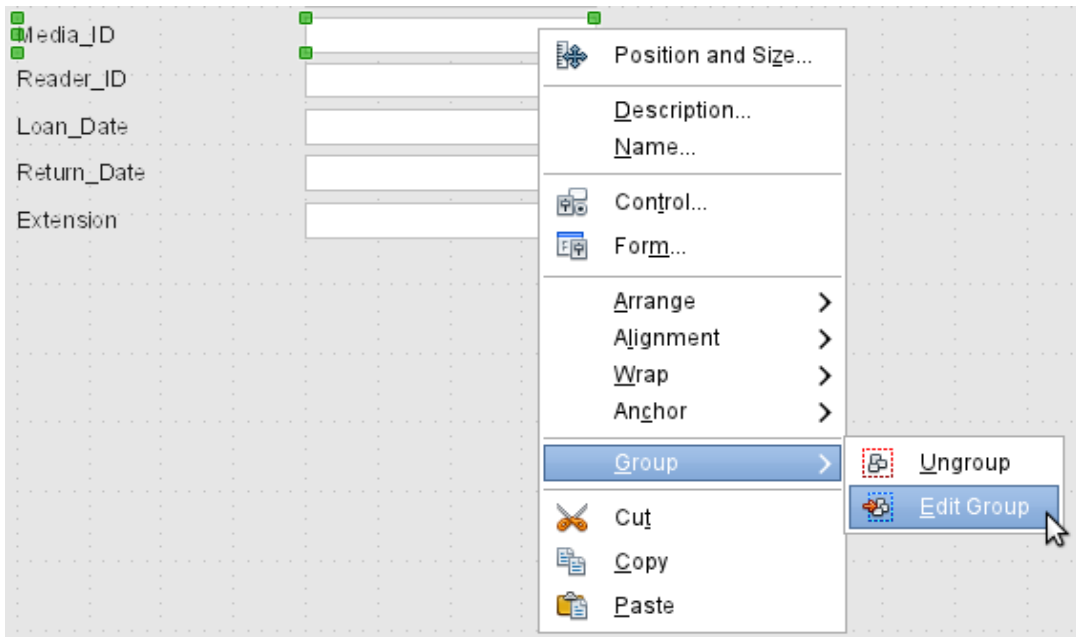 Media_ID
Reader_ID
Loan_Date
Return_Date
Extension
Position and Size...
Description...
Name...
Control...
Form...
Arrange
Alignment
Wrap
Anchor
Group
Ungroup
Edit Group
Cut
Copy
Paste